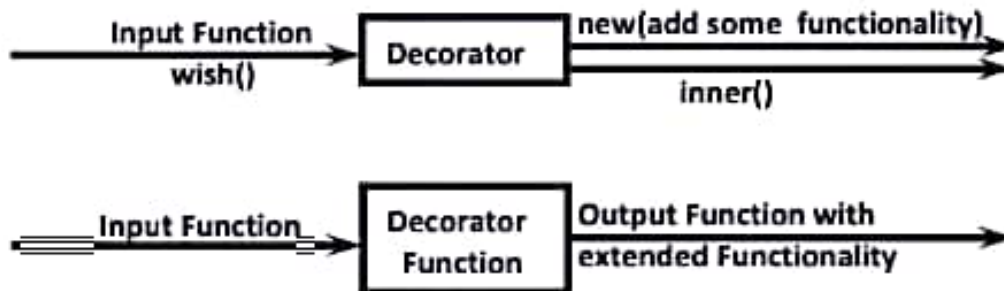 Input Function
wish()
Decorator
new(add some functionality)
inner()
Input Function
Decorator
Function
Output Function with
extended Functionality